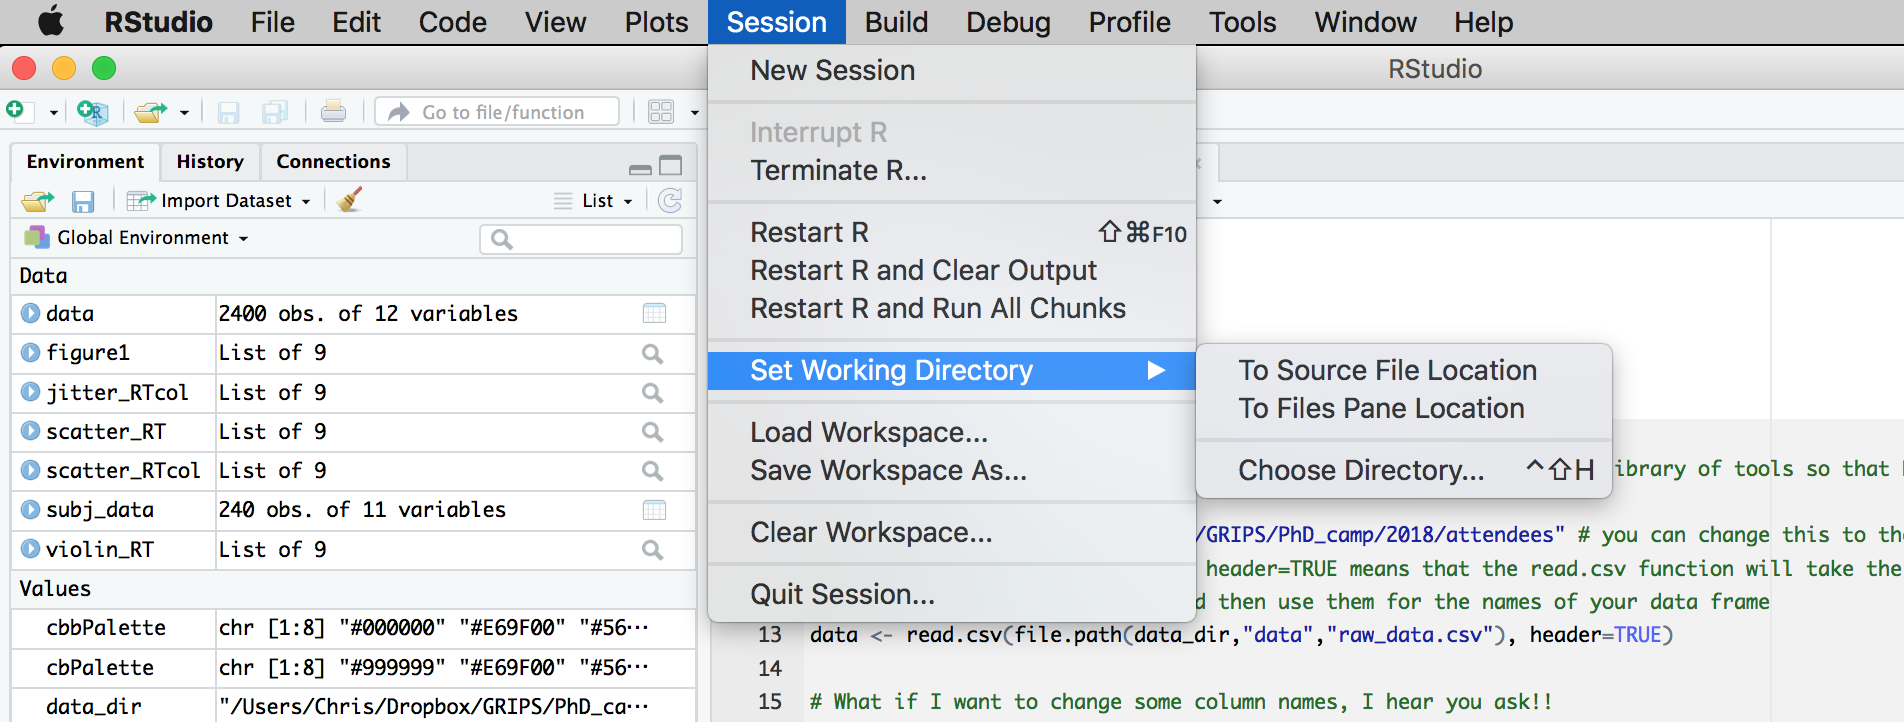 RStudio File Edit Code View Plots Session Build Debug Profile Tools Window Help
RStudio
Go to file/function
Environment History Connections
Import Dataset List
Global Environment
Data
data 2400 obs. of 12 variables
figure1 List of 9
jitter_RTcol List of 9
scatter_RT List of 9
scatter_RTcol List of 9
subj_data 240 obs. of 11 variables
violin_RT List of 9
Values
cbbPalette chr [1:8] "#000000" "#E69F00" "#56…
cbPalette chr [1:8] "#999999" "#E69F00" "#56…
data_dir "/Users/Chris/Dropbox/GRIPS/PhD_ca…
New Session
Interrupt R
Terminate R...
Restart R ⇧⌘F10
Restart R and Clear Output
Restart R and Run All Chunks
Set Working Directory ▶
Load Workspace...
Save Workspace As...
Clear Workspace...
Quit Session...
To Source File Location
To Files Pane Location
Choose Directory... ^⇧H
ibrary of tools so that
/GRIPS/PhD_camp/2018/attendees" # you can change this to th
header=TRUE means that the read.csv function will take the
d then use them for the names of your data frame
13 data <- read.csv(file.path(data_dir,"data","raw_data.csv"), header=TRUE)
14
15 # What if I want to change some column names, I hear you ask!!